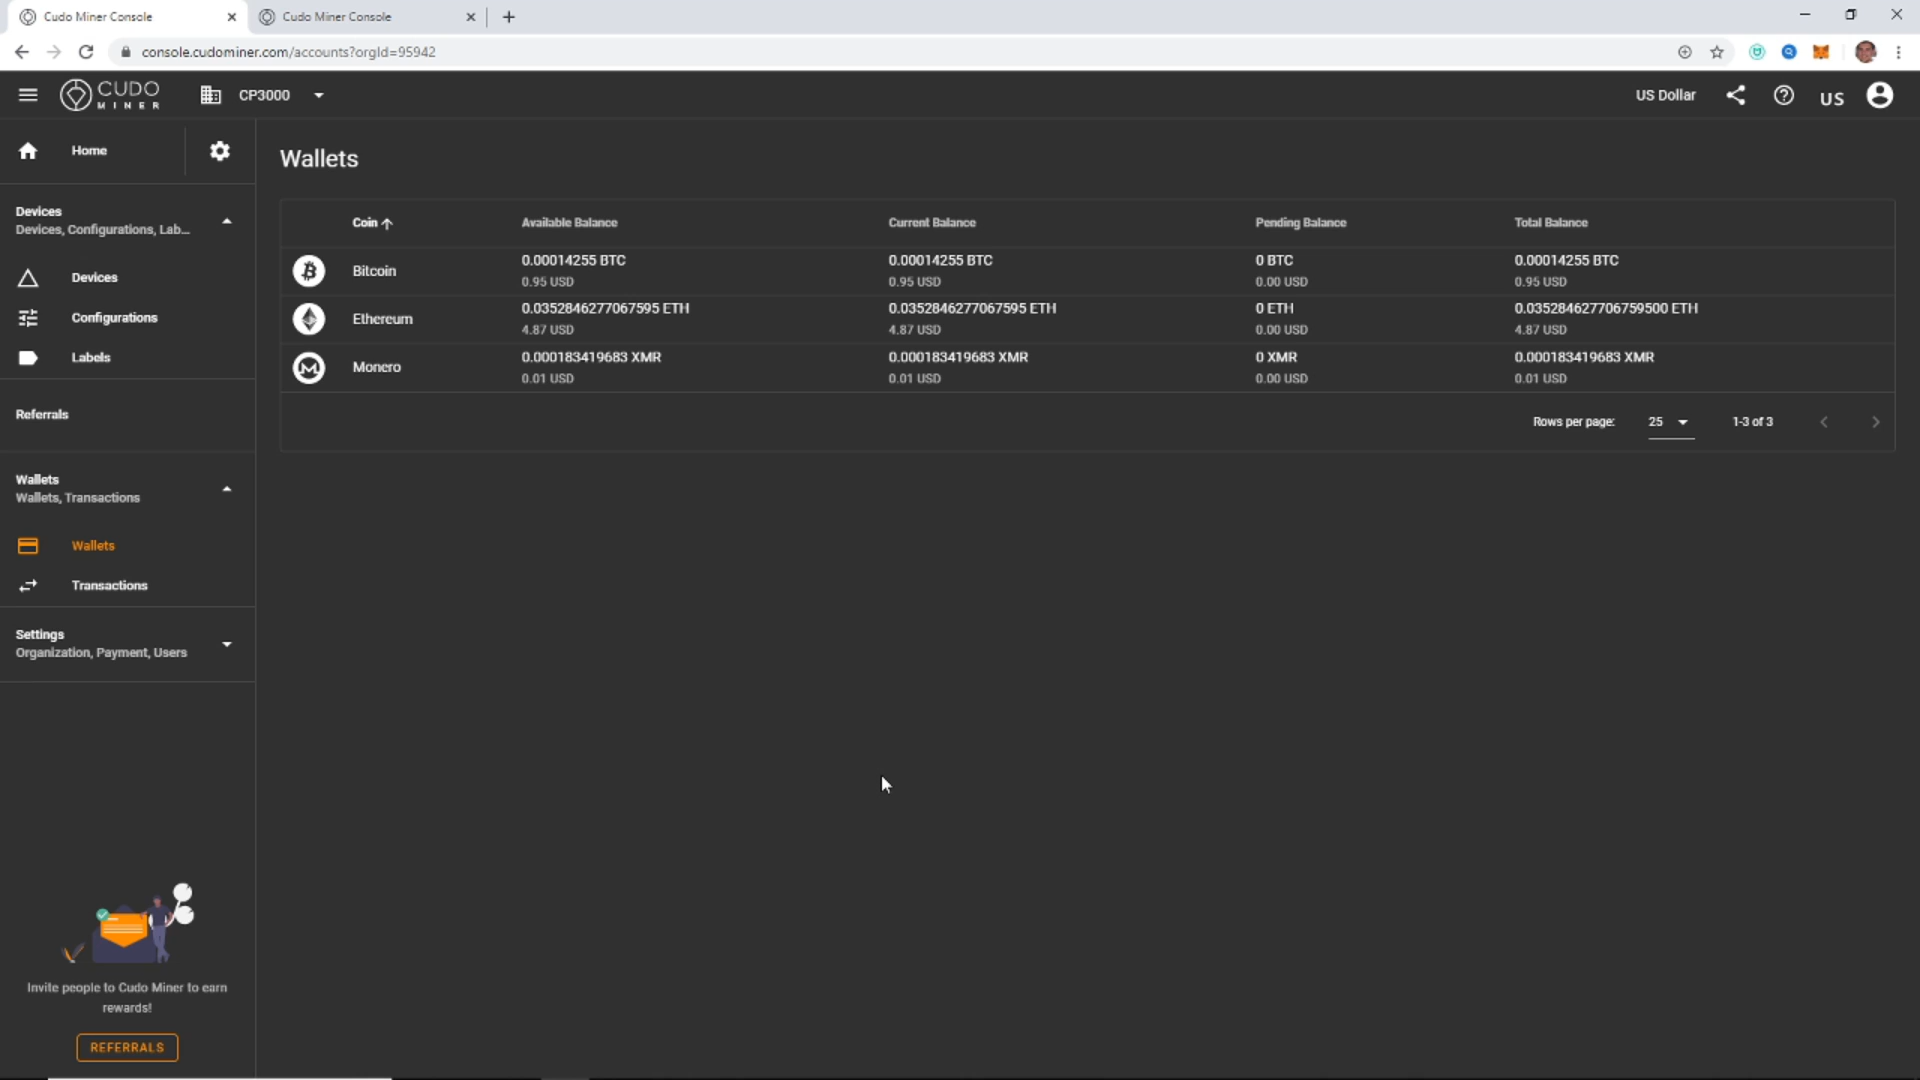 Cudo Miner Console
Cudo Miner Console
console.cudominer.com/accounts?orgId=95942
CUDO MINER
CP3000
US Dollar
US
Home
Devices
Devices, Configurations, Lab...
Devices
Configurations
Labels
Referrals
Wallets
Wallets, Transactions
Wallets
Transactions
Settings
Organization, Payment, Users
Invite people to Cudo Miner to earn
rewards!
REFERRALS
Wallets
Coin Available Balance Current Balance Pending Balance Total Balance
Bitcoin 0.00014255 BTC 0.00014255 BTC 0 BTC 0.00014255 BTC
0.95 USD 0.95 USD 0.00 USD 0.95 USD
Ethereum 0.0352846277067595 ETH 0.0352846277067595 ETH 0 ETH 0.035284627706759500 ETH
4.87 USD 4.87 USD 0.00 USD 4.87 USD
Monero 0.000183419683 XMR 0.000183419683 XMR 0 XMR 0.000183419683 XMR
0.01 USD 0.01 USD 0.00 USD 0.01 USD
Rows per page: 25 1-3 of 3